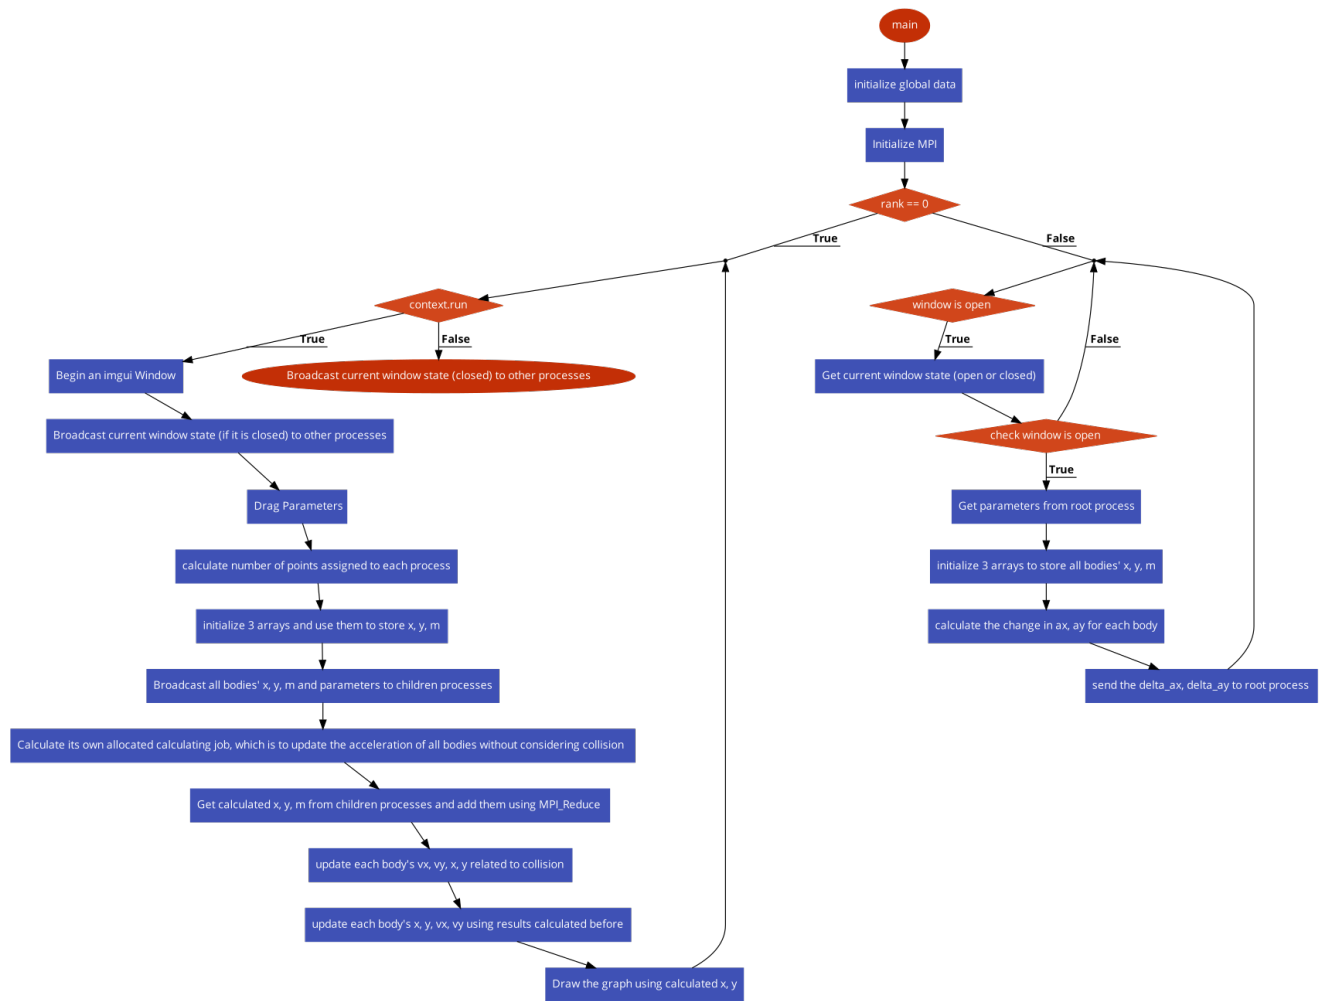 main
initialize global data
Initialize MPI
rank == 0
True
False
context.run
window is open
True
False
True
False
Begin an imgui Window
Broadcast current window state (closed) to other processes
Get current window state (open or closed)
Broadcast current window state (if it is closed) to other processes
check window is open
True
Drag Parameters
Get parameters from root process
calculate number of points assigned to each process
initialize 3 arrays to store all bodies' x, y, m
initialize 3 arrays and use them to store x, y, m
calculate the change in ax, ay for each body
Broadcast all bodies' x, y, m and parameters to children processes
send the delta_ax, delta_ay to root process
Calculate its own allocated calculating job, which is to update the acceleration of all bodies without considering collision
Get calculated x, y, m from children processes and add them using MPI_Reduce
update each body's vx, vy, x, y related to collision
update each body's x, y, vx, vy using results calculated before
Draw the graph using calculated x, y